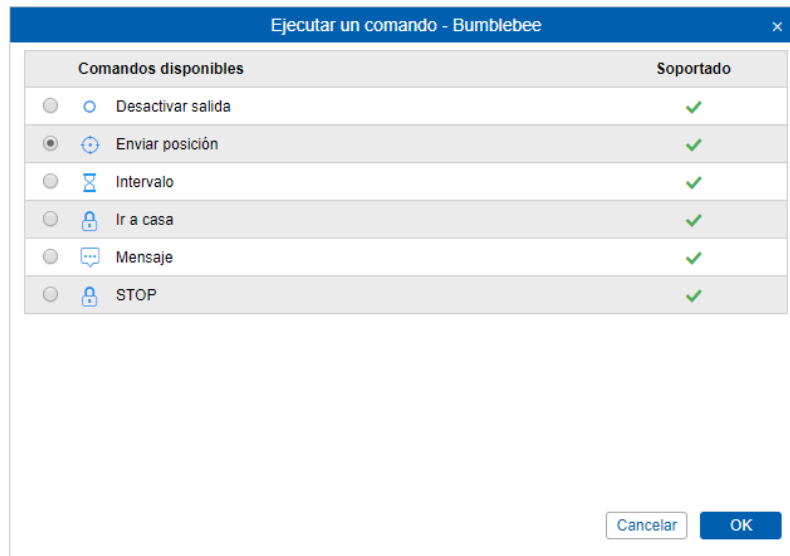 Ejecutar un comando - Bumblebee
Comandos disponibles Soportado
Desactivar salida
Enviar posición
Intervalo
Ir a casa
Mensaje
STOP
Cancelar OK